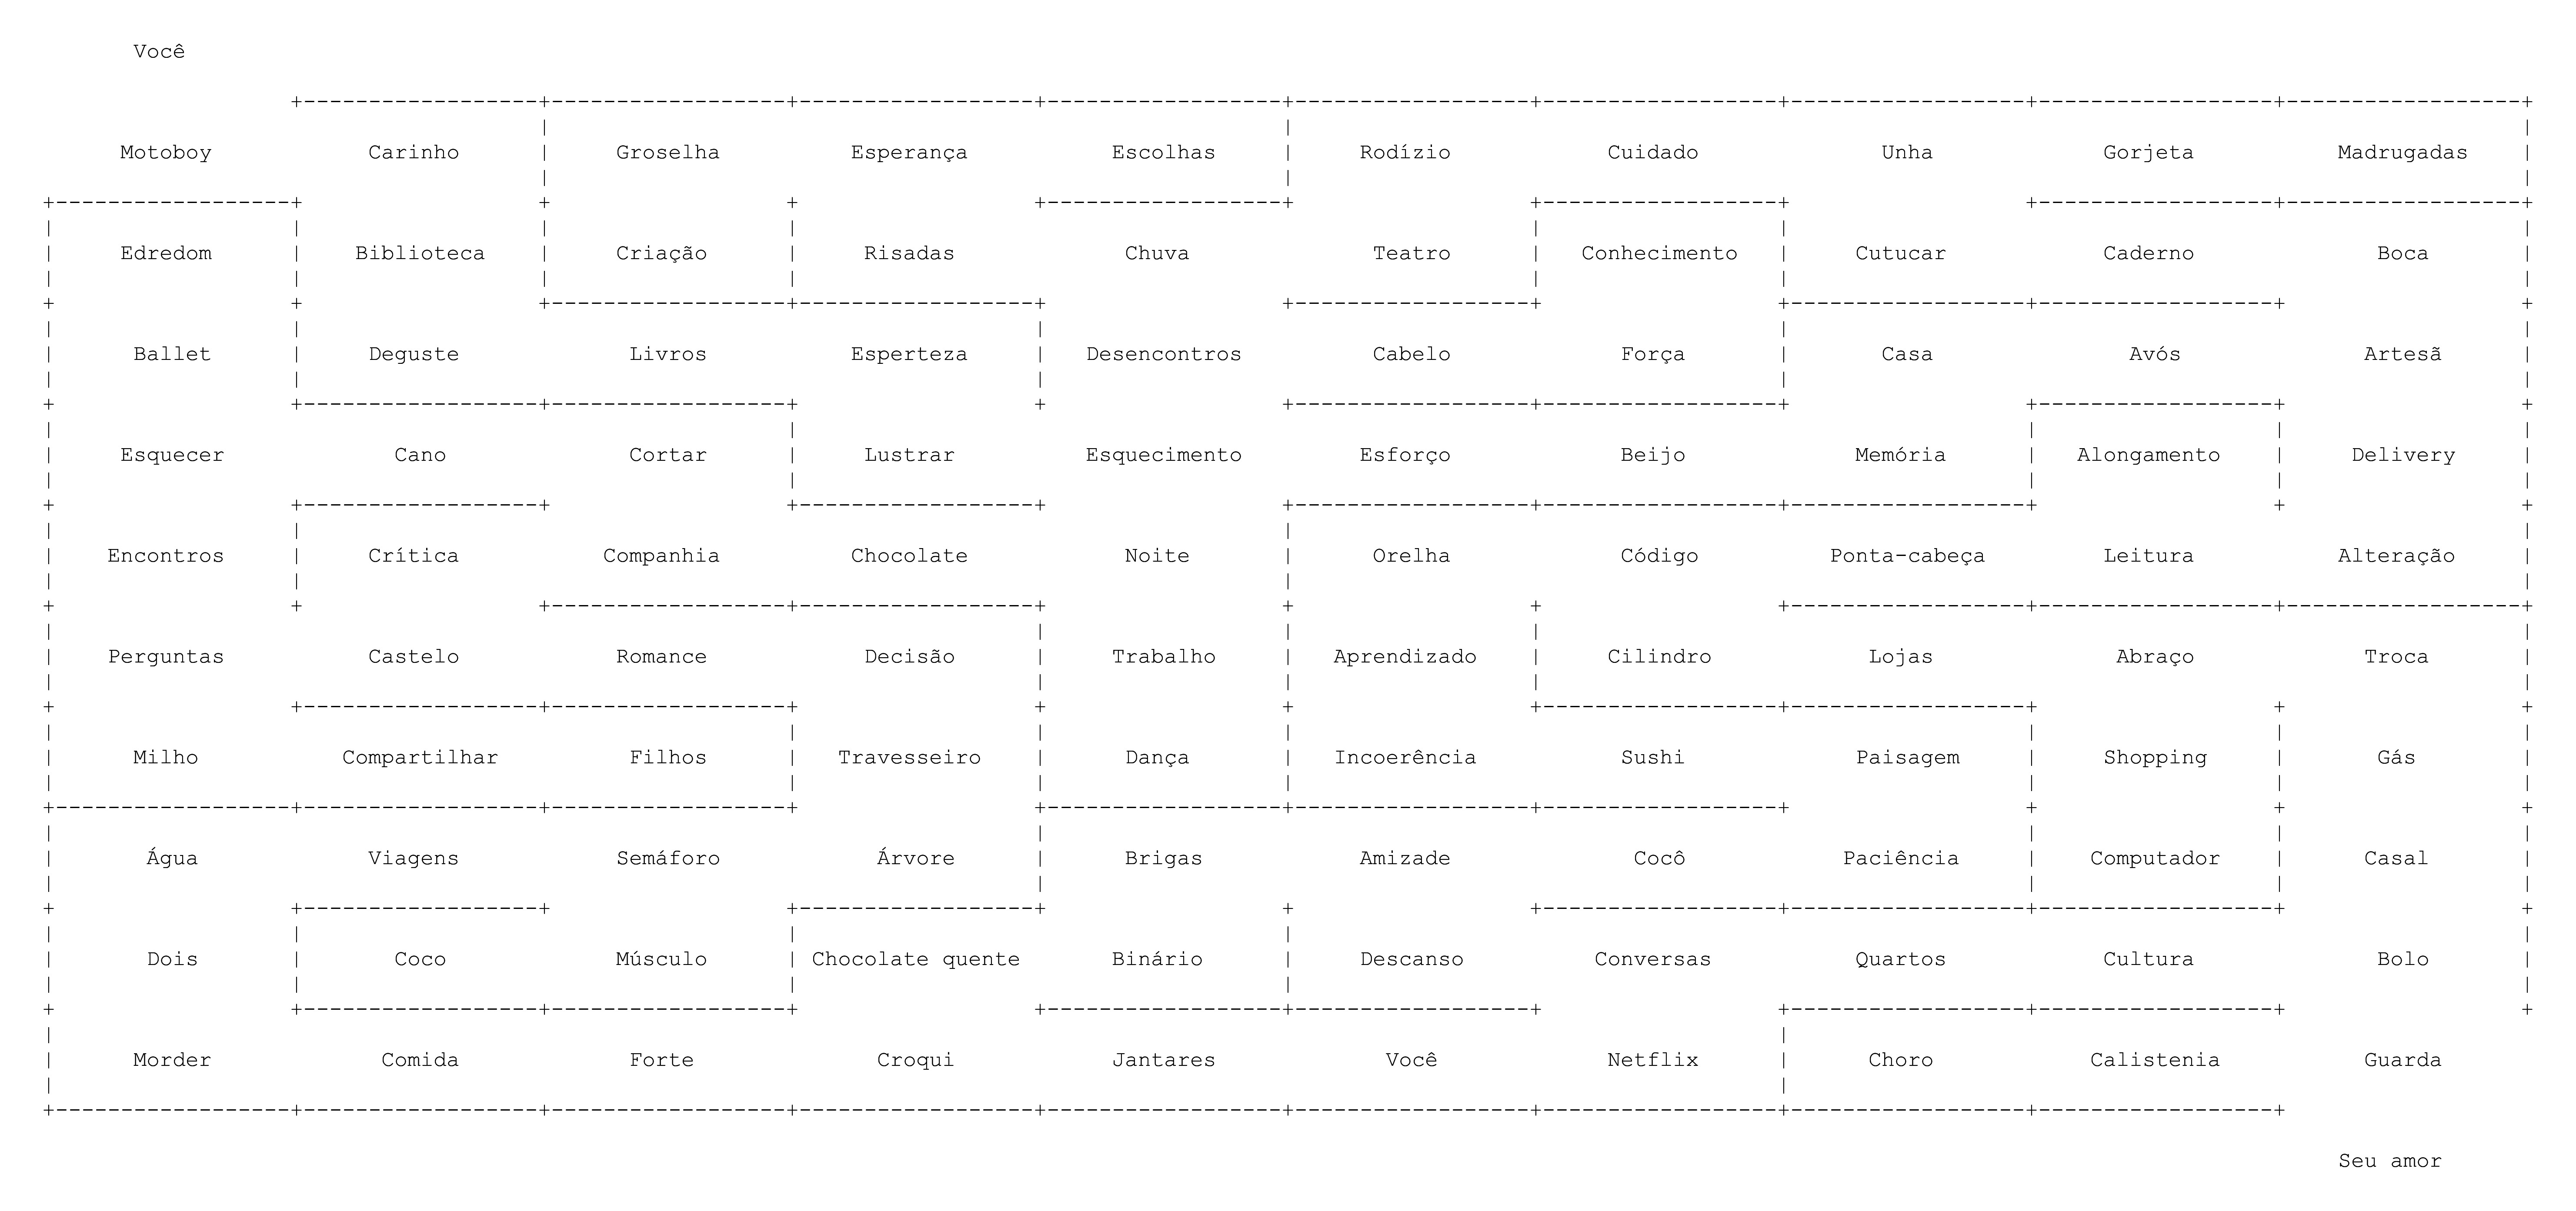 Você
Motoboy Carinho Groselha Esperança Escolhas Rodízio Cuidado Unha Gorjeta Madrugadas
Edredom Biblioteca Criação Risadas Chuva Teatro Conhecimento Cutucar Caderno Boca
Ballet Deguste Livros Esperteza Desencontros Cabelo Força Casa Avós Artesã
Esquecer Cano Cortar Lustrar Esquecimento Esforço Beijo Memória Alongamento Delivery
Encontros Crítica Companhia Chocolate Noite Orelha Código Ponta-cabeça Leitura Alteração
Perguntas Castelo Romance Decisão Trabalho Aprendizado Cilindro Lojas Abraço Troca
Milho Compartilhar Filhos Travesseiro Dança Incoerência Sushi Paisagem Shopping Gás
Água Viagens Semáforo Árvore Brigas Amizade Cocô Paciência Computador Casal
Dois Coco Músculo Chocolate quente Binário Descanso Conversas Quartos Cultura Bolo
Morder Comida Forte Croqui Jantares Você Netflix Choro Calistenia Guarda
Seu amor